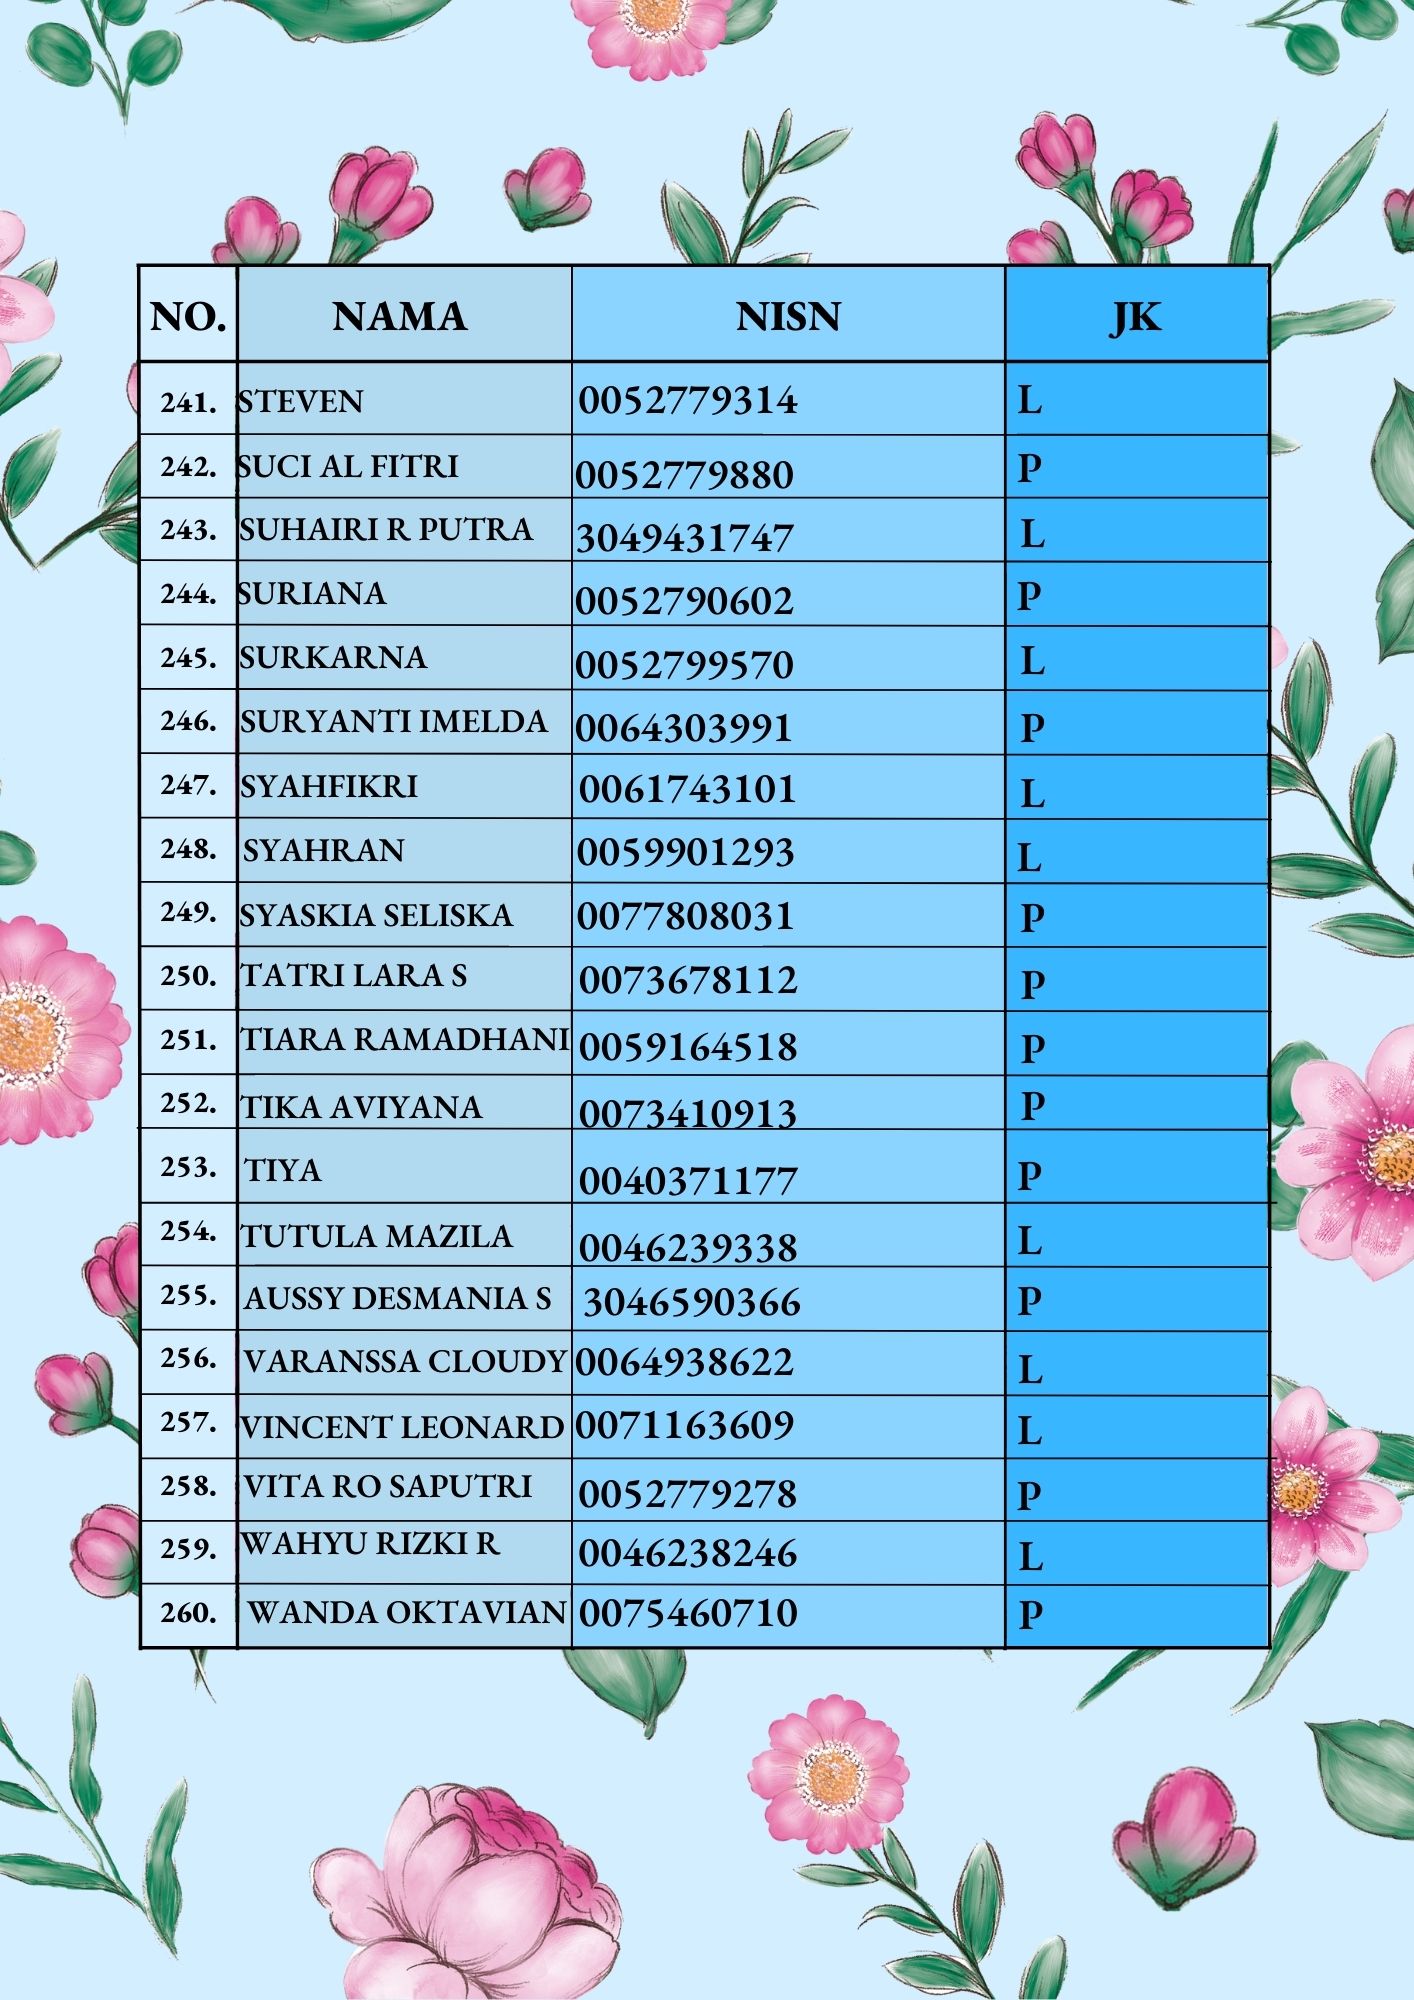 NO. NAMA NISN JK
241. STEVEN 0052779314 L
242. SUCI AL FITRI 0052779880 P
243. SUHAIRI R PUTRA 3049431747 L
244. SURIANA 0052790602 P
245. SURKARNA 0052799570 L
246. SURYANTI IMELDA 0064303991 P
247. SYAHFIKRI 0061743101 L
248. SYAHRAN 0059901293 L
249. SYASKIA SELISKA 0077808031 P
250. TATRI LARA S 0073678112 P
251. TIARA RAMADHANI 0059164518 P
252. TIKA AVIYANA 0073410913 P
253. TIYA 0040371177 P
254. TUTULA MAZILA 0046239338 L
255. AUSSY DESMANIA S 3046590366 P
256. VARANSSA CLOUDY 0064938622 L
257. VINCENT LEONARD 0071163609 L
258. VITA RO SAPUTRI 0052779278 P
259. WAHYU RIZKI R 0046238246 L
260. WANDA OKTAVIAN 0075460710 P